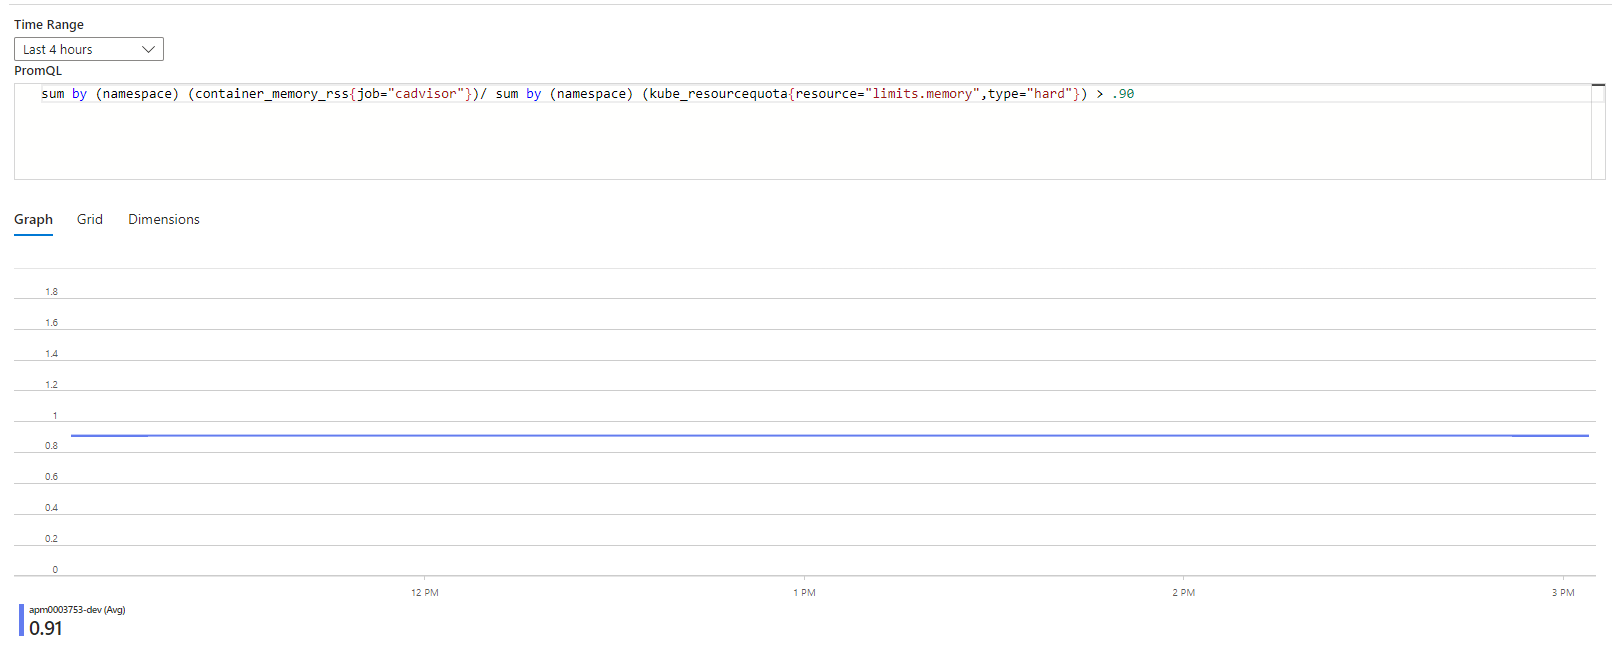 Time Range
Last 4 hours
PromQL
sum by (namespace) (container_memory_rss{job="cadvisor"})/ sum by (namespace) (kube_resourcequota{resource="limits.memory",type="hard"}) > .90
Graph Grid Dimensions
1.8
1.6
1.4
1.2
1
0.8
0.6
0.4
0.2
0
12 PM 1 PM 2 PM 3 PM
apm0003753-dev (Avg)
0.91